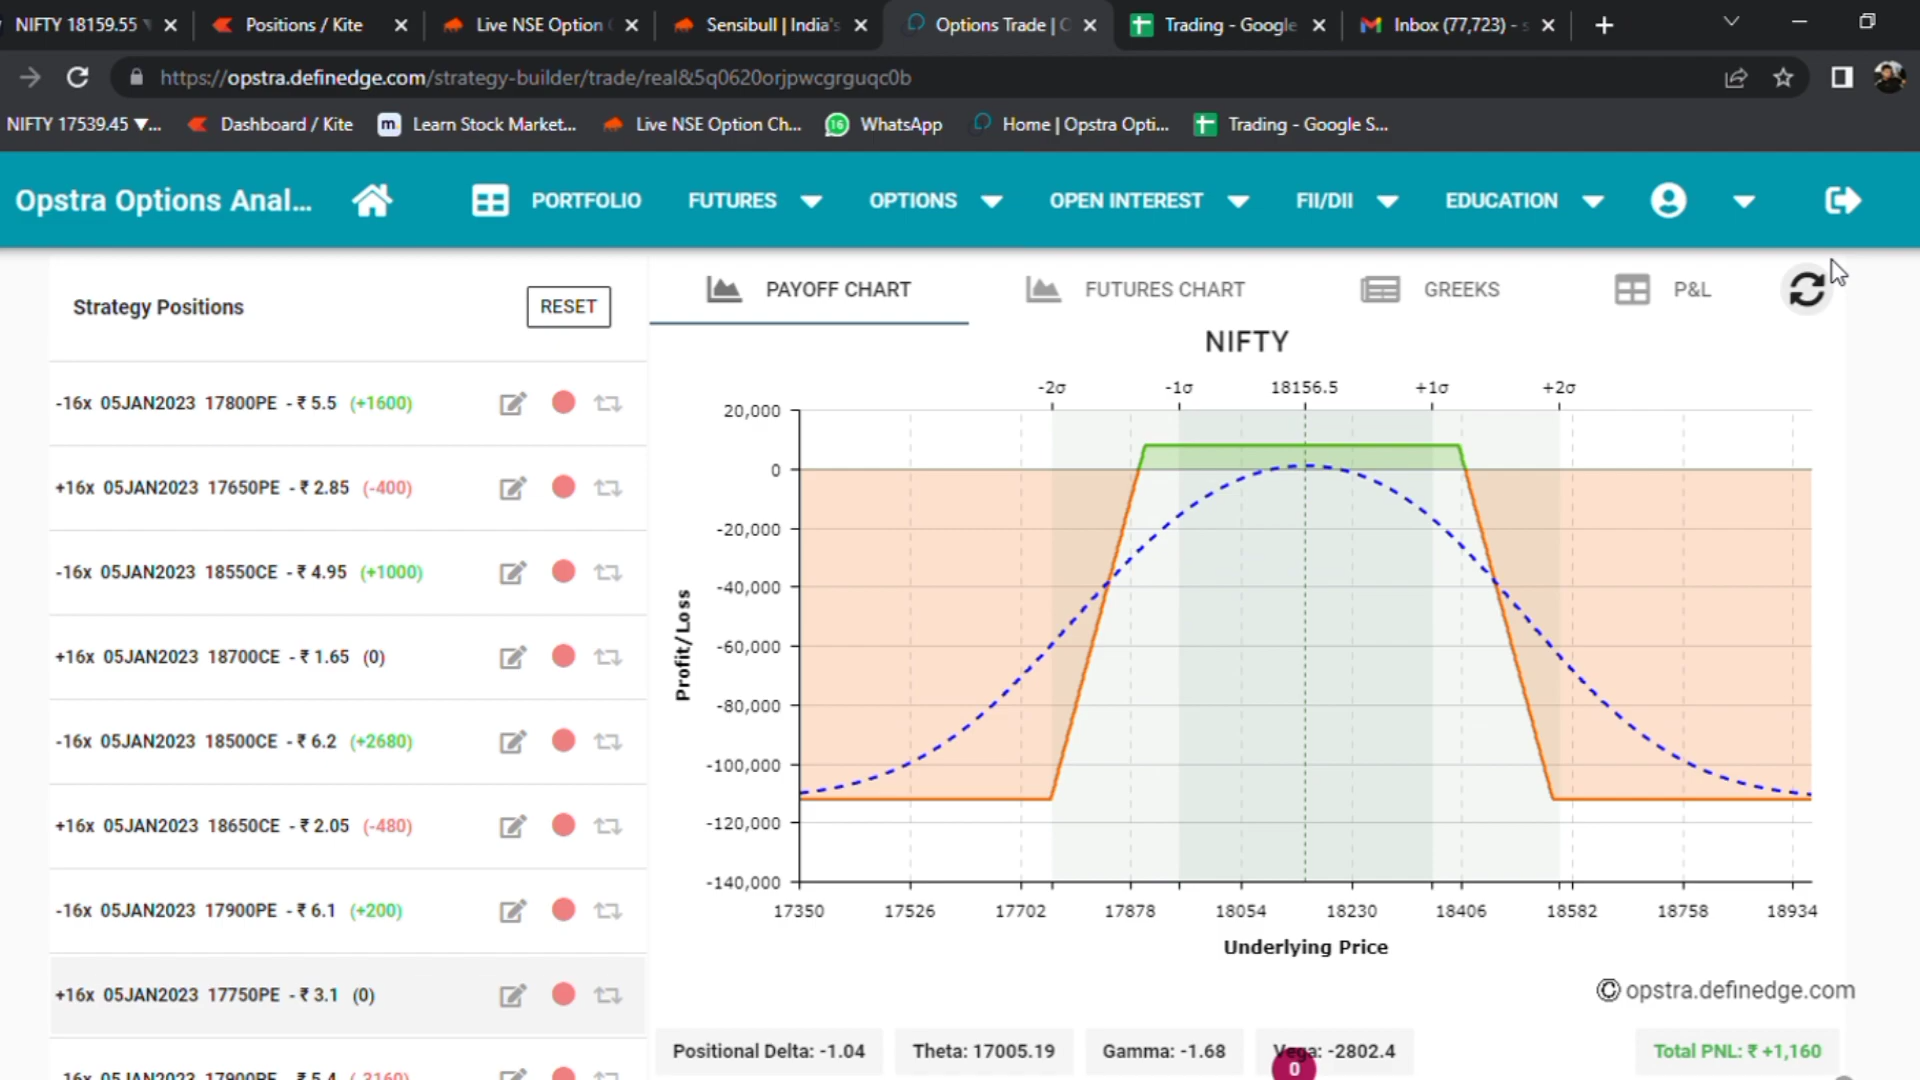 NIFTY 18159.55
Positions / Kite
Live NSE Option
Sensibull | India's
Options Trade |
Trading - Google
Inbox (77,723) -
https://opstra.definedge.com/strategy-builder/trade/real&5q0620orjpwcgrguqc0b
NIFTY 17539.45 ▼...
Dashboard / Kite
m
Learn Stock Market...
Live NSE Option Ch...
16
WhatsApp
Home | Opstra Opti...
Trading - Google S...
Opstra Options Anal...
PORTFOLIO
FUTURES
OPTIONS
OPEN INTEREST
FII/DII
EDUCATION
Strategy Positions
RESET
PAYOFF CHART
FUTURES CHART
GREEKS
P&L
NIFTY
-2σ
-1σ
18156.5
+1σ
+2σ
-16x 05JAN2023 17800PE - ₹ 5.5 (+1600)
+16x 05JAN2023 17650PE - ₹ 2.85 (-400)
-16x 05JAN2023 18550CE - ₹ 4.95 (+1000)
+16x 05JAN2023 18700CE - ₹ 1.65 (0)
-16x 05JAN2023 18500CE - ₹ 6.2 (+2680)
+16x 05JAN2023 18650CE - ₹ 2.05 (-480)
-16x 05JAN2023 17900PE - ₹ 6.1 (+200)
+16x 05JAN2023 17750PE - ₹ 3.1 (0)
-16x 05JAN2023 17900PE - ₹ 5.4 (-3160)
20,000
0
-20,000
-40,000
-60,000
-80,000
-100,000
-120,000
-140,000
Profit/Loss
17350
17526
17702
17878
18054
18230
18406
18582
18758
18934
Underlying Price
© opstra.definedge.com
Positional Delta: -1.04
Theta: 17005.19
Gamma: -1.68
Vega: -2802.4
0
Total PNL: ₹ +1,160